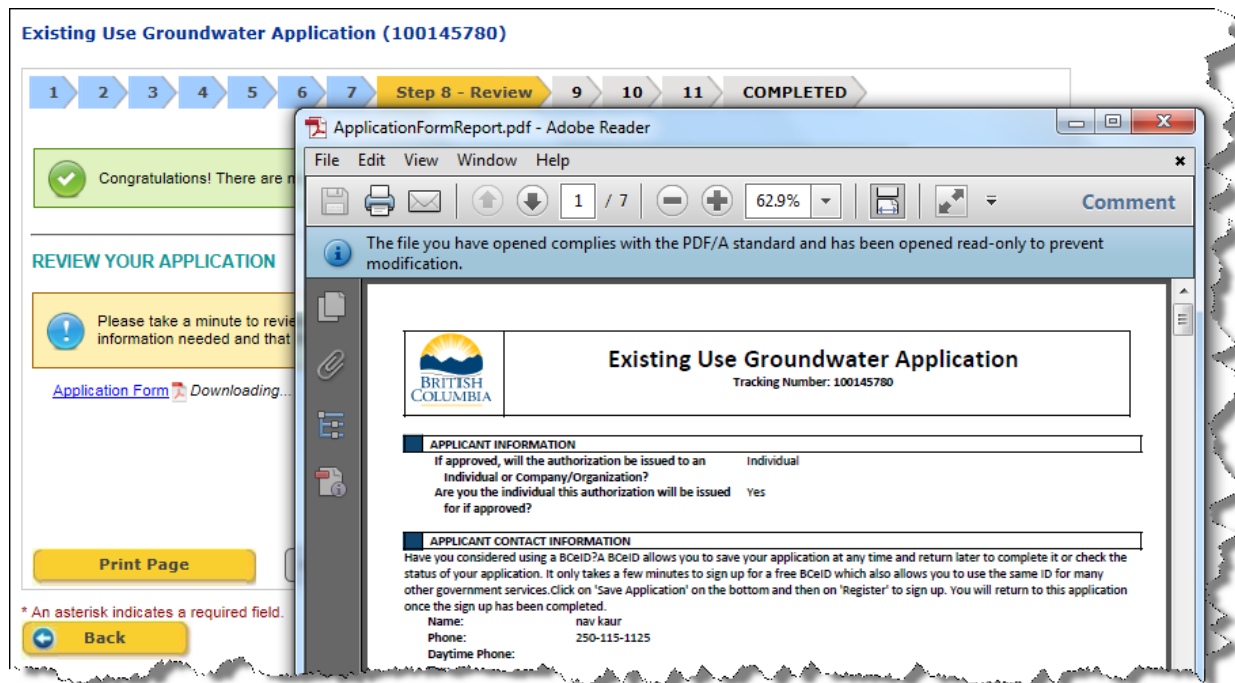 Existing Use Groundwater Application (100145780)
1 2 3 4 5 6 7 Step 8 - Review 9 10 11 COMPLETED
ApplicationFormReport.pdf - Adobe Reader
File Edit View Window Help
Congratulations! There are n
1 / 7 62.9% Comment
The file you have opened complies with the PDF/A standard and has been opened read-only to prevent
modification.
REVIEW YOUR APPLICATION
Please take a minute to revie
information needed and that
Application Form Downloading...
BRITISH
COLUMBIA
Existing Use Groundwater Application
Tracking Number: 100145780
APPLICANT INFORMATION
If approved, will the authorization be issued to an Individual
Individual or Company/Organization?
Are you the individual this authorization will be issued Yes
for if approved?
APPLICANT CONTACT INFORMATION
Have you considered using a BCeID?A BCeID allows you to save your application at any time and return later to complete it or check the
status of your application. It only takes a few minutes to sign up for a free BCeID which also allows you to use the same ID for many
other government services.Click on 'Save Application' on the bottom and then on 'Register' to sign up. You will return to this application
once the sign up has been completed.
Name: nav kaur
Phone: 250-115-1125
Daytime Phone:
Print Page
* An asterisk indicates a required field.
Back